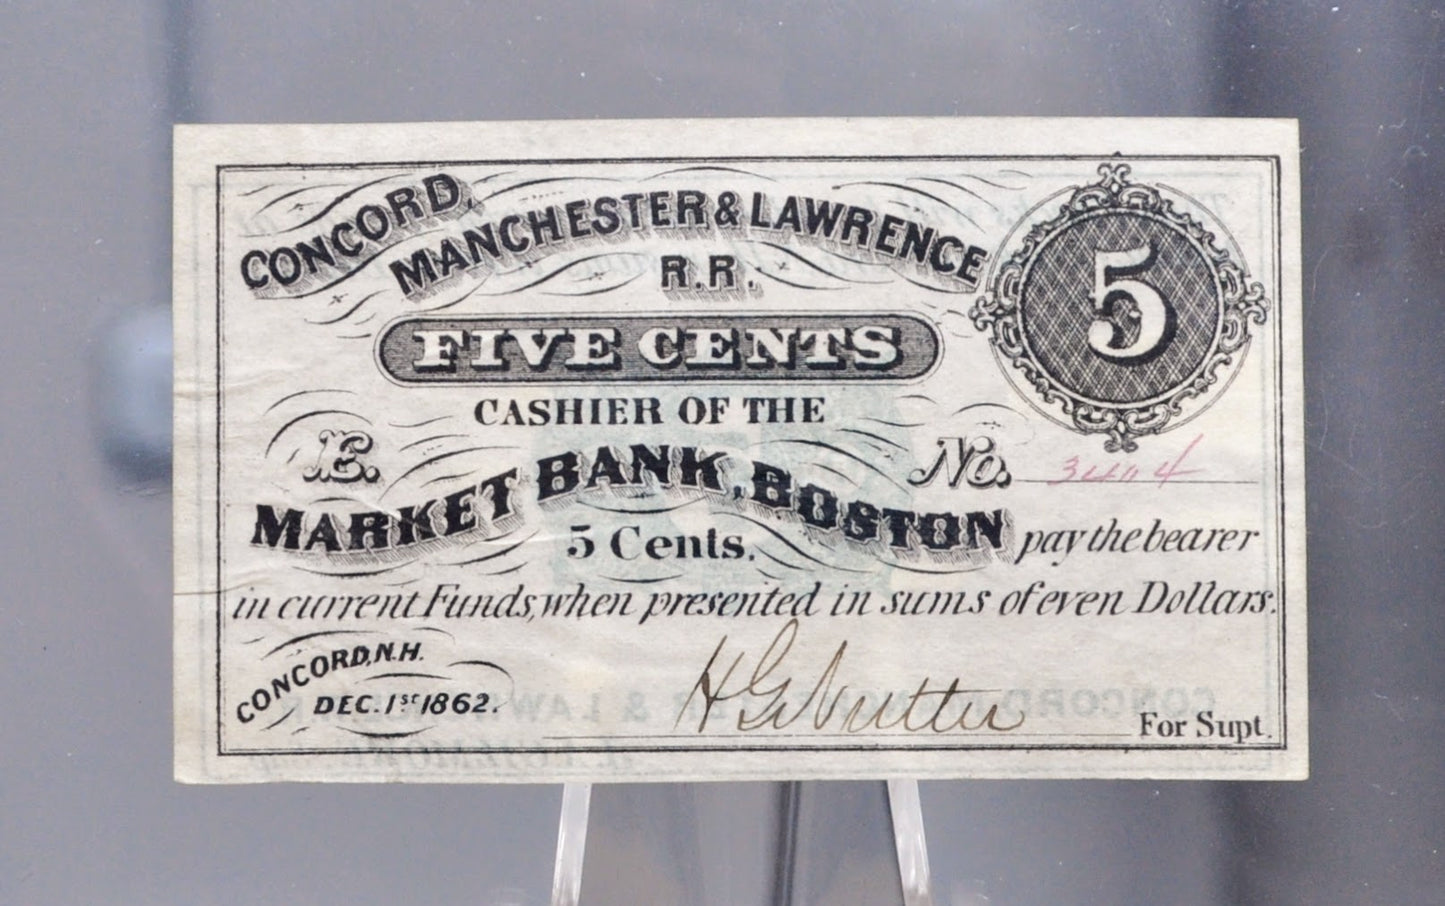 CONCORD,
MANCHESTER & LAWRENCE
R.R.
5
FIVE CENTS
CASHIER OF THE
E. No.
MARKET BANK, BOSTON
5 Cents. pay the bearer
in current Funds, when presented in sums of even Dollars.
CONCORD, N.H.
DEC. 1st 1862.
For Supt.